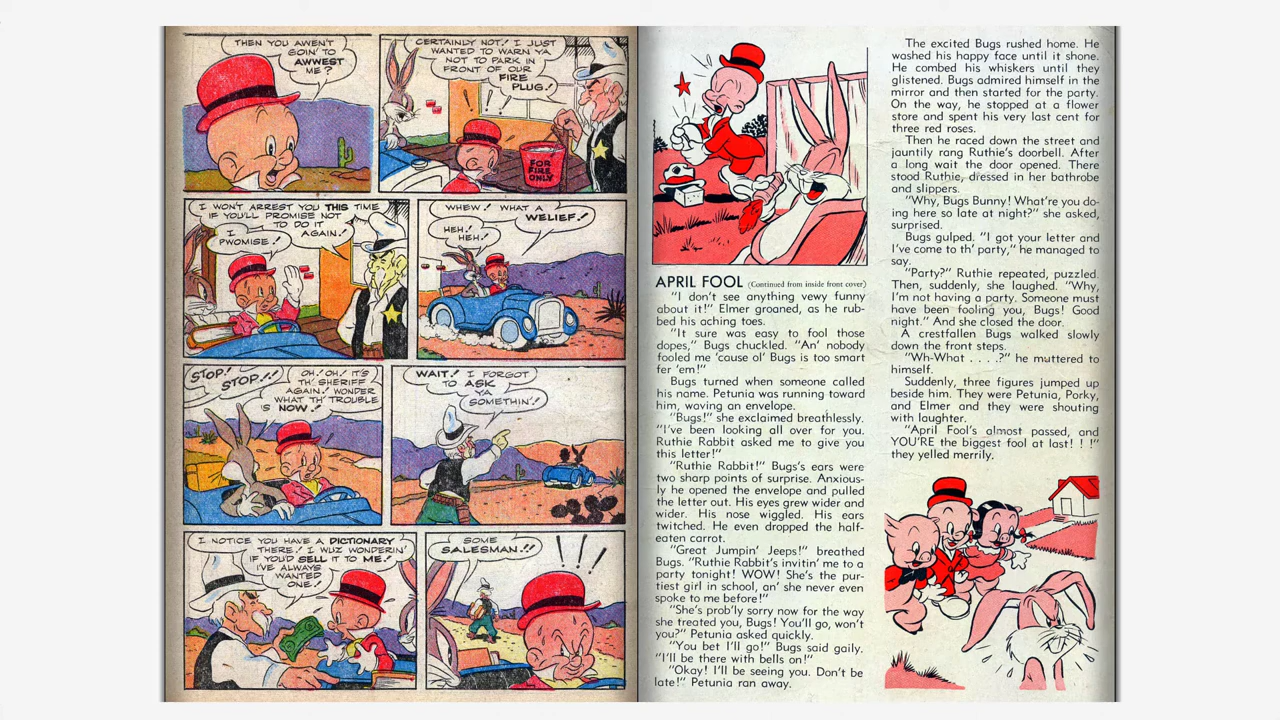 THEN YOU AWEN'T
GOIN' TO
AWWEST
ME?
CERTAINLY NOT! I JUST
WANTED TO WARN YA
NOT TO PARK IN
FRONT OF OUR
FIRE
PLUG!
! ! !
FOR
FIRE
ONLY
I WON'T ARREST YOU THIS TIME
IF YOU'LL PROMISE NOT
TO DO IT
AGAIN!
I
PWOMISE!
WHEW! WHAT A
WELIEF!
HEH!
HEH!
STOP!
STOP!!
OH! OH! IT'S
TH' SHERIFF
AGAIN! WONDER
WHAT TH' TROUBLE
IS NOW!
WAIT! I FORGOT
TO ASK
YA
SOMETHIN'!
I NOTICE YOU HAVE A DICTIONARY
THERE! I WUZ WONDERIN'
IF YOU'D SELL IT TO ME!
I'VE ALWAYS
WANTED
ONE!
SOME
SALESMAN!!
!!!
APRIL FOOL (Continued from inside front cover)
"I don't see anything vewy funny
about it!" Elmer groaned, as he rub-
bed his aching toes.
"It sure was easy to fool those
dopes," Bugs chuckled. "An' nobody
fooled me 'cause ol' Bugs is too smart
fer 'em!"
Bugs turned when someone called
his name. Petunia was running toward
him, waving an envelope.
"Bugs!" she exclaimed breathlessly.
"I've been looking all over for you.
Ruthie Rabbit asked me to give you
this letter!"
"Ruthie Rabbit!" Bugs's ears were
two sharp points of surprise. Anxious-
ly he opened the envelope and pulled
the letter out. His eyes grew wider and
wider. His nose wiggled. His ears
twitched. He even dropped the half-
eaten carrot.
"Great Jumpin' Jeeps!" breathed
Bugs. "Ruthie Rabbit's invitin' me to a
party tonight! WOW! She's the pur-
tiest girl in school, an' she never even
spoke to me before!"
"She's prob'ly sorry now for the way
she treated you, Bugs! You'll go, won't
you?" Petunia asked quickly.
"You bet I'll go!" Bugs said gaily.
"I'll be there with bells on!"
"Okay! I'll be seeing you. Don't be
late!" Petunia ran away.
The excited Bugs rushed home. He
washed his happy face until it shone.
He combed his whiskers until they
glistened. Bugs admired himself in the
mirror and then started for the party.
On the way, he stopped at a flower
store and spent his very last cent for
three red roses.
Then he raced down the street and
jauntily rang Ruthie's doorbell. After
a long wait the door opened. There
stood Ruthie, dressed in her bathrobe
and slippers.
"Why, Bugs Bunny! What're you do-
ing here so late at night?" she asked,
surprised.
Bugs gulped. "I got your letter and
I've come to th' party," he managed to
say.
"Party?" Ruthie repeated, puzzled.
Then, suddenly, she laughed. "Why,
I'm not having a party. Someone must
have been fooling you, Bugs! Good
night." And she closed the door.
A crestfallen Bugs walked slowly
down the front steps.
"Wh-What . . . .?" he muttered to
himself.
Suddenly, three figures jumped up
beside him. They were Petunia, Porky,
and Elmer and they were shouting
with laughter.
"April Fool's almost passed, and
YOU'RE the biggest fool at last! ! !"
they yelled merrily.